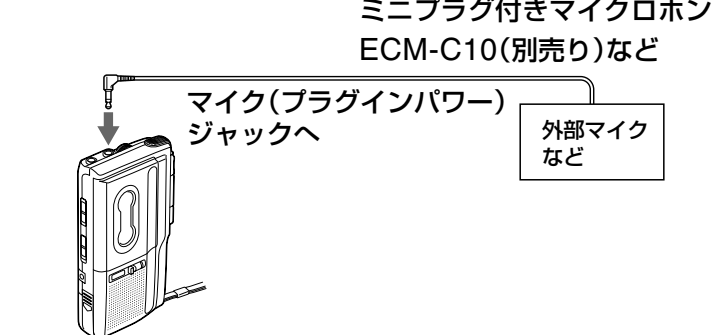 ミニプラグ付きマイクロホン
ECM-C10(別売り)など
マイク(プラグインパワー)
ジャックへ
外部マイク
など